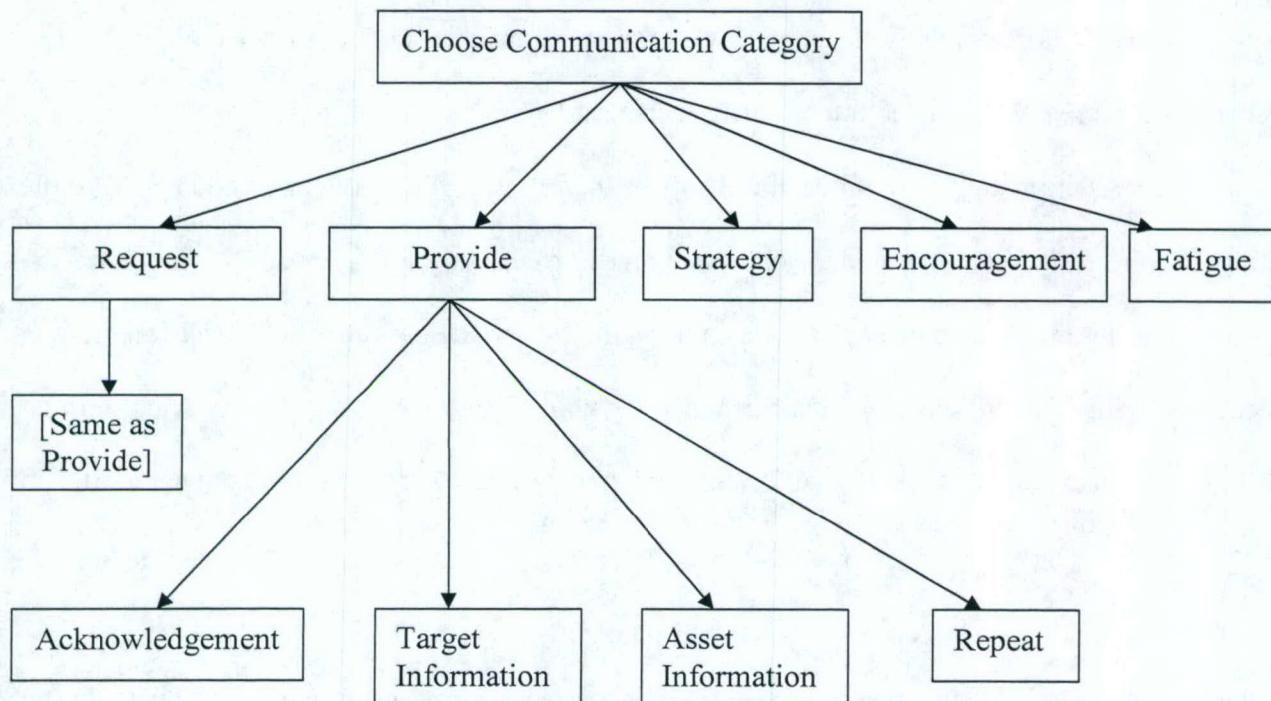 Choose Communication Category
Request
Provide
Strategy
Encouragement
Fatigue
[Same as
Provide]
Acknowledgement
Target
Information
Asset
Information
Repeat